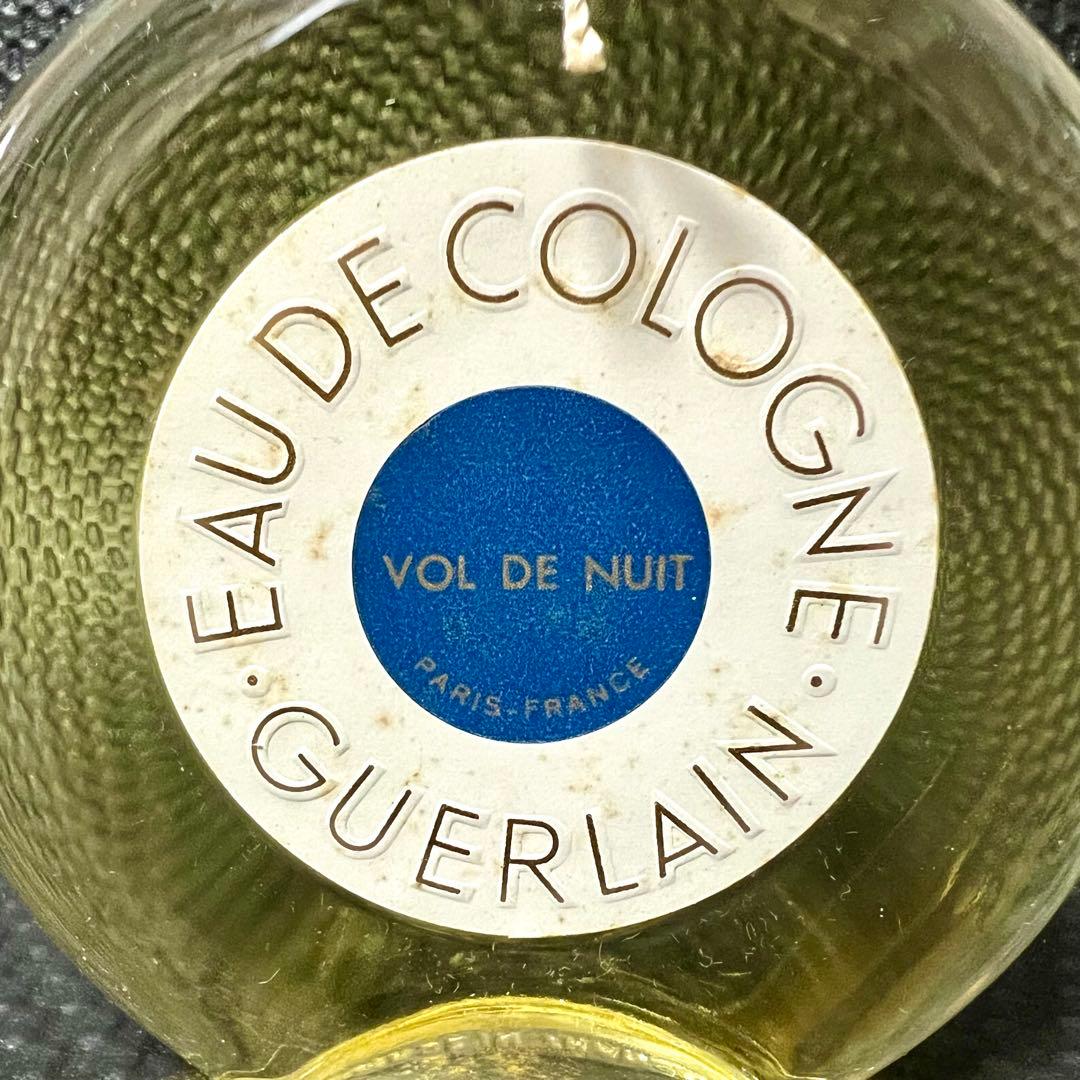 EAU DE COLOGNE
VOL DE NUIT
PARIS-FRANCE
• GUERLAIN •